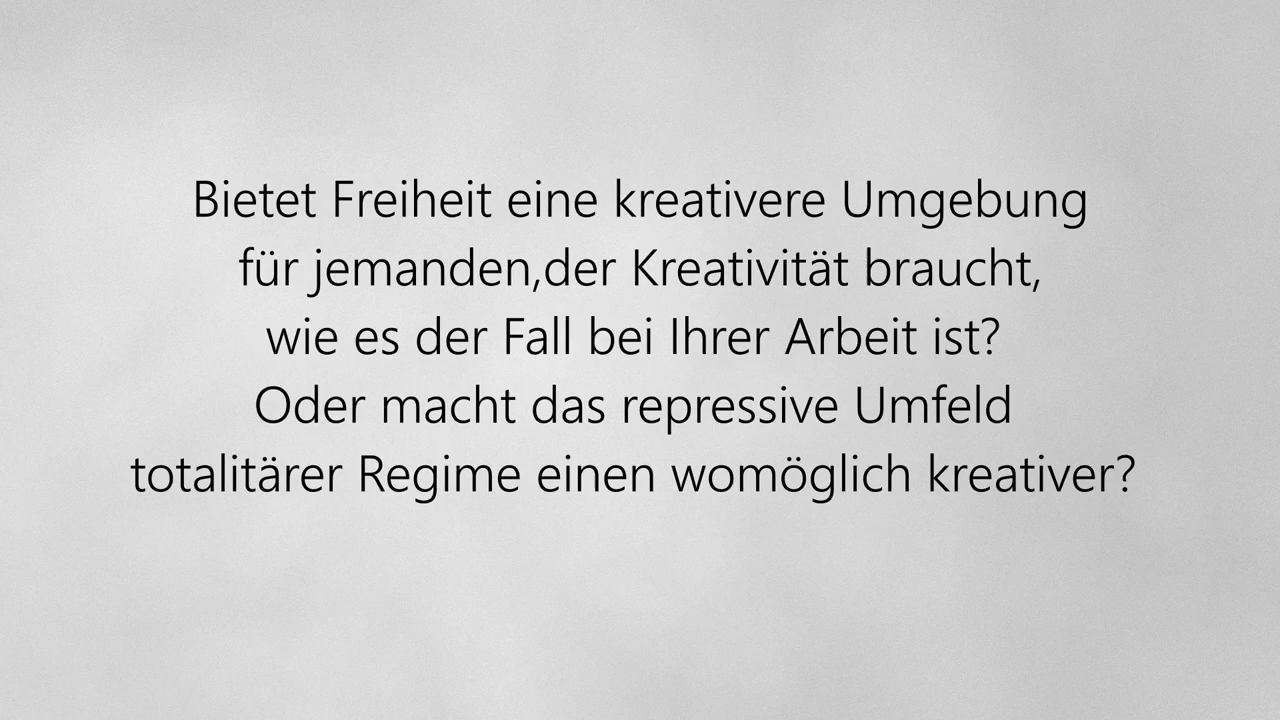 Bietet Freiheit eine kreativere Umgebung
für jemanden,der Kreativität braucht,
wie es der Fall bei Ihrer Arbeit ist?
Oder macht das repressive Umfeld
totalitärer Regime einen womöglich kreativer?